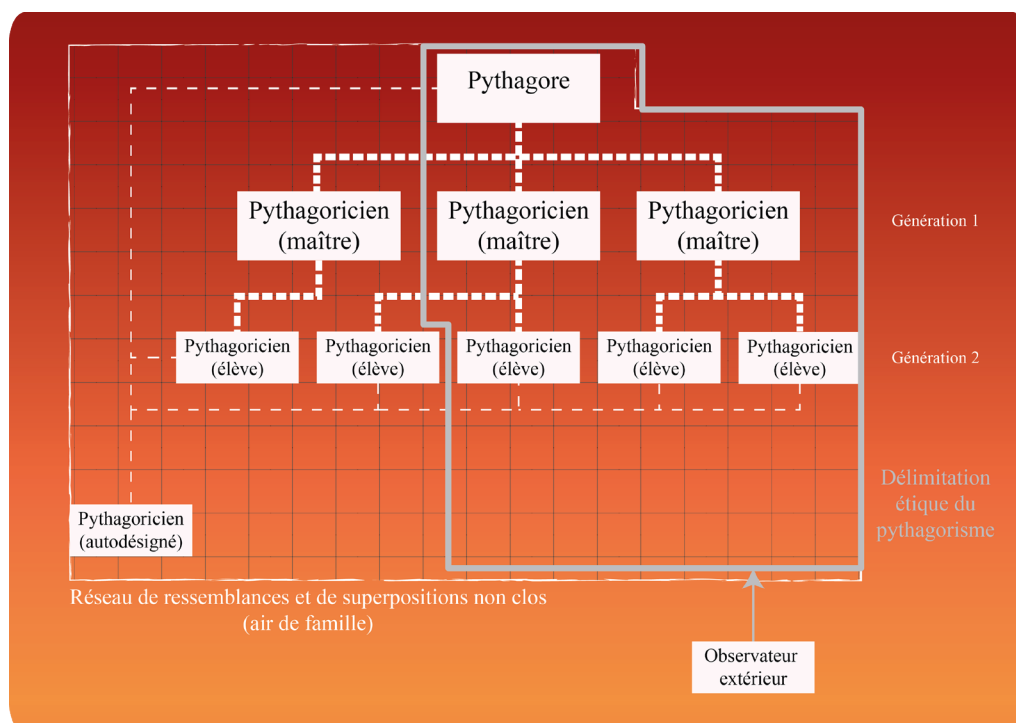 Pythagore
Pythagoricien
(maître)
Pythagoricien
(maître)
Pythagoricien
(maître)
Génération 1
Pythagoricien
(élève)
Pythagoricien
(élève)
Pythagoricien
(élève)
Pythagoricien
(élève)
Pythagoricien
(élève)
Génération 2
Délimitation
étique du
pythagorisme
Pythagoricien
(autodésigné)
Réseau de ressemblances et de superpositions non clos
(air de famille)
Observateur
extérieur